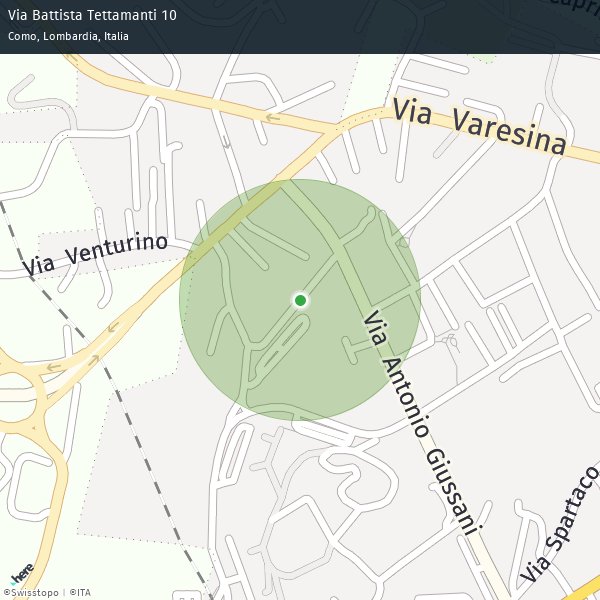 Via Battista Tettamanti 10
Como, Lombardia, Italia
Via Varesina
Via Venturino
Via Antonio Giussani
Via Spartaco
here
©Swisstopo | ©ITA